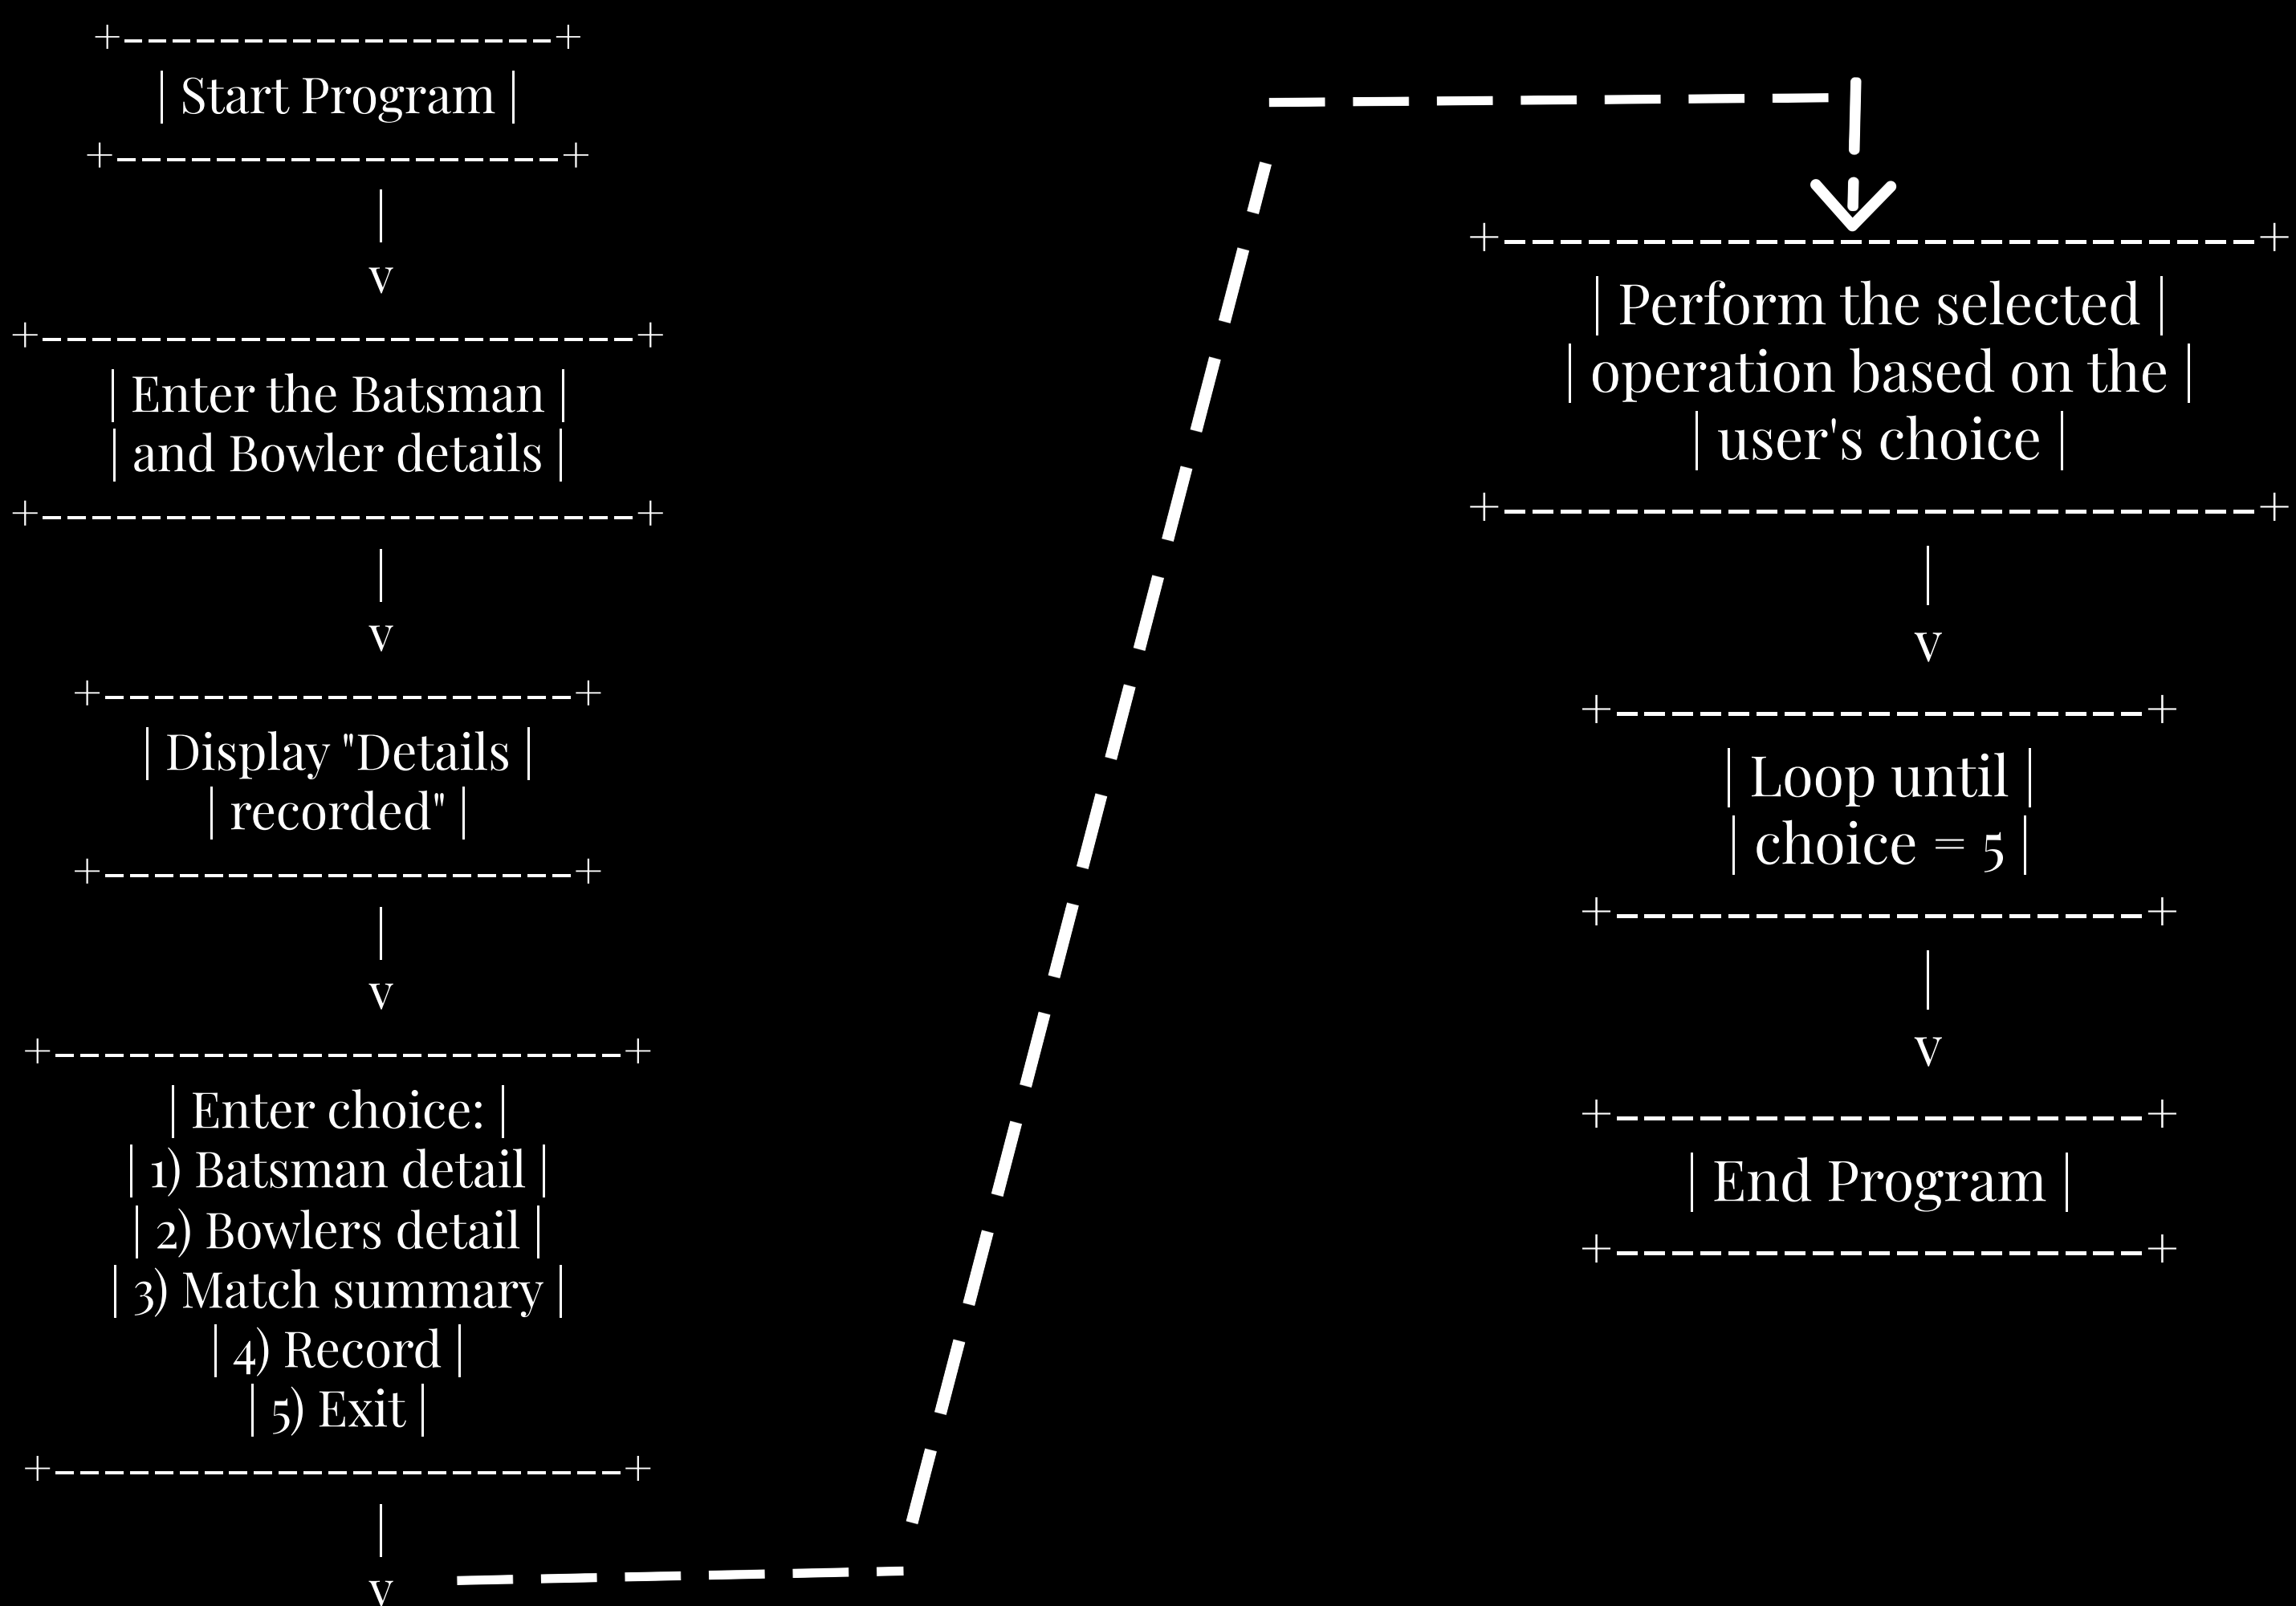 +------------------+
| Start Program |
+------------------+
|
v
+------------------------+
| Enter the Batsman |
| and Bowler details |
+------------------------+
|
v
+-------------------+
| Display "Details |
| recorded" |
+-------------------+
|
v
+-----------------------+
| Enter choice: |
| 1) Batsman detail |
| 2) Bowlers detail |
| 3) Match summary |
| 4) Record |
| 5) Exit |
+-----------------------+
|
v
+---------------------------+
| Perform the selected |
| operation based on the |
| user's choice |
+---------------------------+
|
v
+-------------------+
| Loop until |
| choice = 5 |
+-------------------+
|
v
+-------------------+
| End Program |
+-------------------+